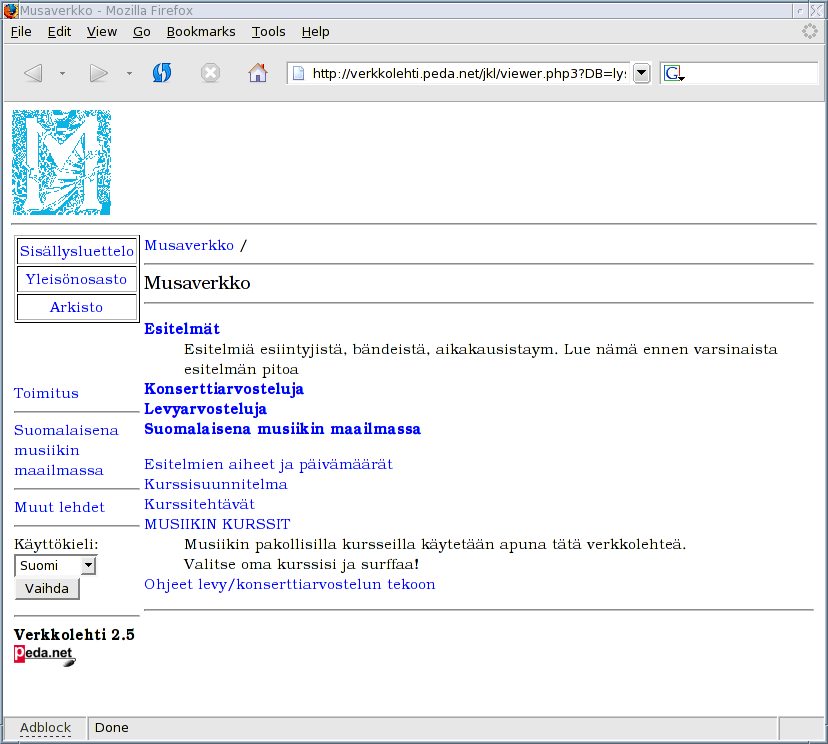 Musaverkko - Mozilla Firefox
File Edit View Go Bookmarks Tools Help
http://verkkolehti.peda.net/jkl/viewer.php3?DB=lys
G
M
Sisällysluettelo
Yleisönosasto
Arkisto
Toimitus
Suomalaisena
musiikin
maailmassa
Muut lehdet
Käyttökieli:
Suomi
Vaihda
Verkkolehti 2.5
peda.net
Musaverkko /
Musaverkko
Esitelmät
Esitelmiä esiintyjistä, bändeistä, aikakausistaym. Lue nämä ennen varsinaista
esitelmän pitoa
Konserttiarvosteluja
Levyarvosteluja
Suomalaisena musiikin maailmassa
Esitelmien aiheet ja päivämäärät
Kurssisuunnitelma
Kurssitehtävät
MUSIIKIN KURSSIT
Musiikin pakollisilla kursseilla käytetään apuna tätä verkkolehteä.
Valitse oma kurssisi ja surffaa!
Ohjeet levy/konserttiarvostelun tekoon
Adblock Done